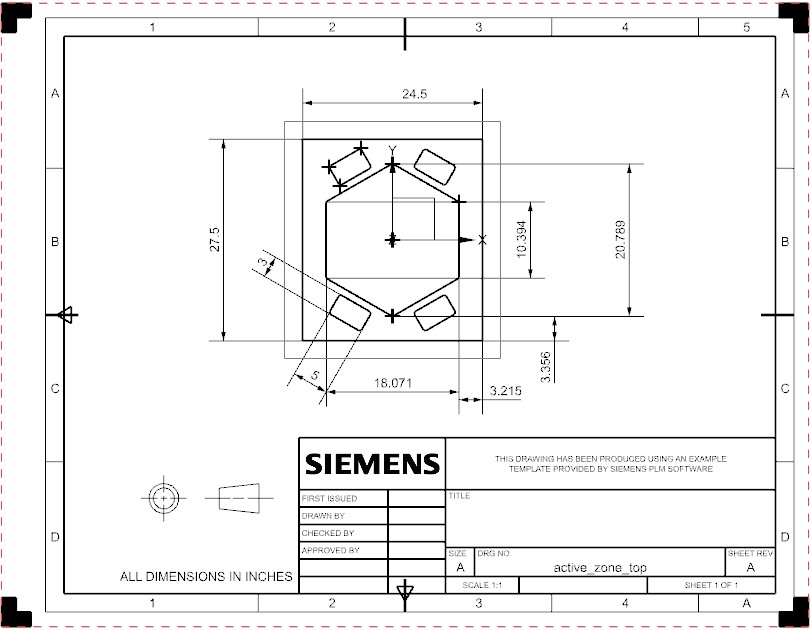 1 2 3 4 5
A A
24.5
Y
B 27.5 X 10.394 20.789 B
3
C 5 18.071 3.215 3.356 C
SIEMENS
THIS DRAWING HAS BEEN PRODUCED USING AN EXAMPLE
TEMPLATE PROVIDED BY SIEMENS PLM SOFTWARE
FIRST ISSUED
TITLE
DRAWN BY
CHECKED BY
D D
APPROVED BY
SIZE DRG NO. SHEET REV
A active_zone_top A
ALL DIMENSIONS IN INCHES
SCALE 1:1 SHEET 1 OF 1
1 2 3 4 A